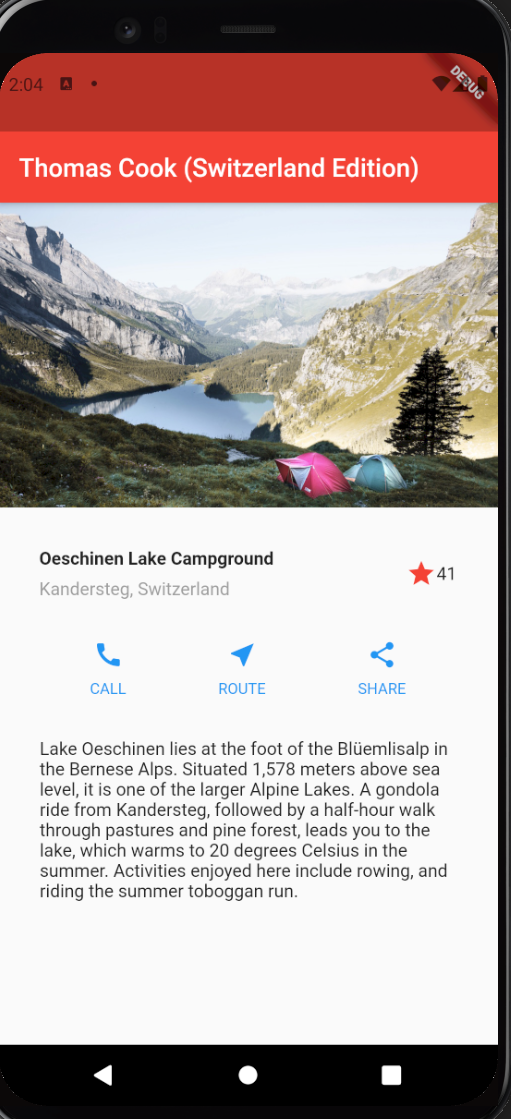 2:04
DEBUG
Thomas Cook (Switzerland Edition)
Oeschinen Lake Campground
Kandersteg, Switzerland
41
CALL
ROUTE
SHARE
Lake Oeschinen lies at the foot of the Blüemlisalp in
the Bernese Alps. Situated 1,578 meters above sea
level, it is one of the larger Alpine Lakes. A gondola
ride from Kandersteg, followed by a half-hour walk
through pastures and pine forest, leads you to the
lake, which warms to 20 degrees Celsius in the
summer. Activities enjoyed here include rowing, and
riding the summer toboggan run.